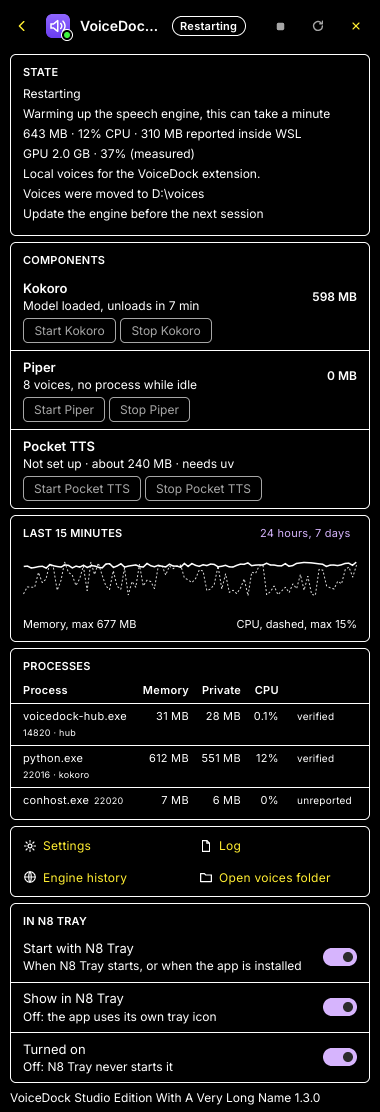 VoiceDoc...
Restarting
STATE
Restarting
Warming up the speech engine, this can take a minute
643 MB · 12% CPU · 310 MB reported inside WSL
GPU 2.0 GB · 37% (measured)
Local voices for the VoiceDock extension.
Voices were moved to D:\voices
Update the engine before the next session
COMPONENTS
Kokoro
Model loaded, unloads in 7 min
598 MB
Start Kokoro Stop Kokoro
Piper
8 voices, no process while idle
0 MB
Start Piper Stop Piper
Pocket TTS
Not set up · about 240 MB · needs uv
Start Pocket TTS Stop Pocket TTS
LAST 15 MINUTES 24 hours, 7 days
Memory, max 677 MB CPU, dashed, max 15%
PROCESSES
Process Memory Private CPU
voicedock-hub.exe 31 MB 28 MB 0.1% verified
14820 · hub
python.exe 612 MB 551 MB 12% verified
22016 · kokoro
conhost.exe 22020 7 MB 6 MB 0% unreported
Settings Log
Engine history Open voices folder
IN N8 TRAY
Start with N8 Tray
When N8 Tray starts, or when the app is installed
Show in N8 Tray
Off: the app uses its own tray icon
Turned on
Off: N8 Tray never starts it
VoiceDock Studio Edition With A Very Long Name 1.3.0